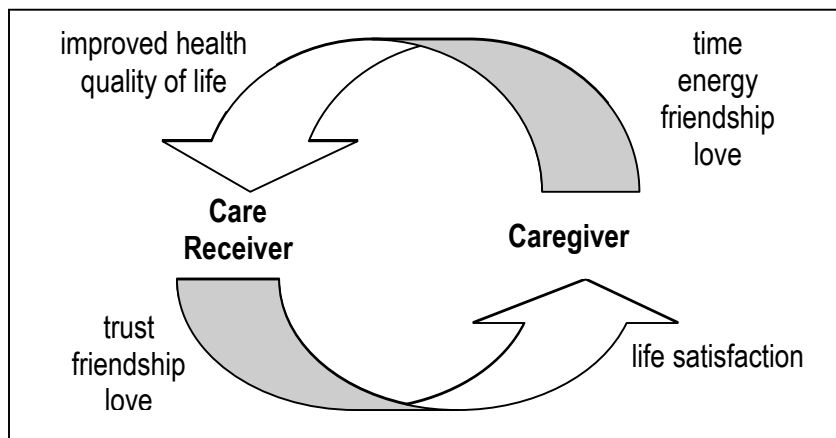 improved health
quality of life
time
energy
friendship
love
Care
Receiver
Caregiver
trust
friendship
love
life satisfaction